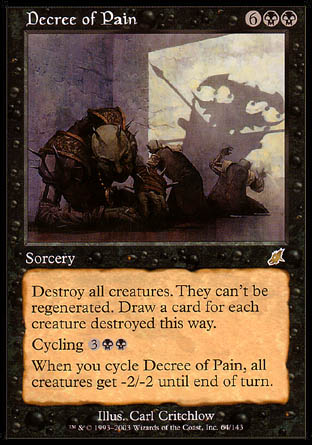 Decree of Pain 6
Sorcery
Destroy all creatures. They can't be
regenerated. Draw a card for each
creature destroyed this way.
Cycling 3
When you cycle Decree of Pain, all
creatures get -2/-2 until end of turn.
Illus. Carl Critchlow
™ & © 1993-2003 Wizards of the Coast, Inc. 64/143